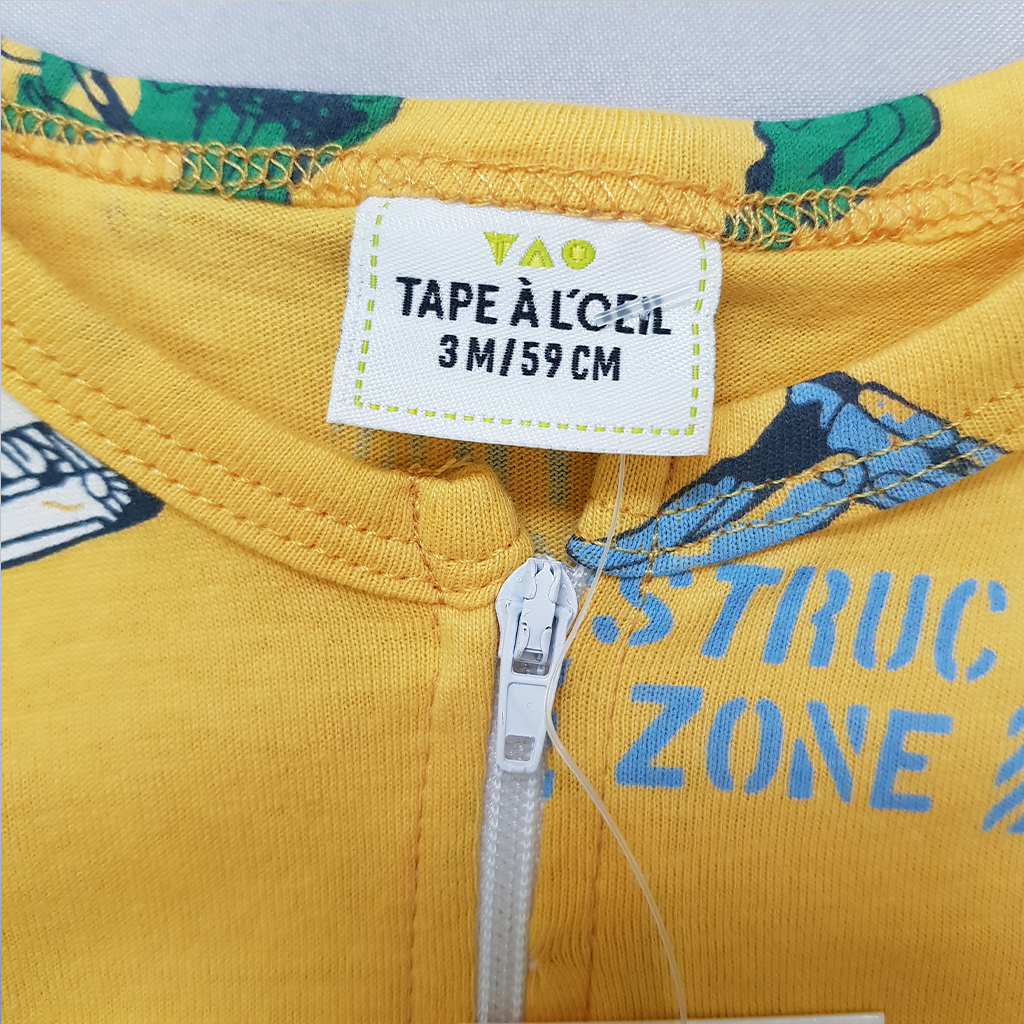 TAO
TAPE À L'OEIL
3 M/59 CM
STRUC
ZONE